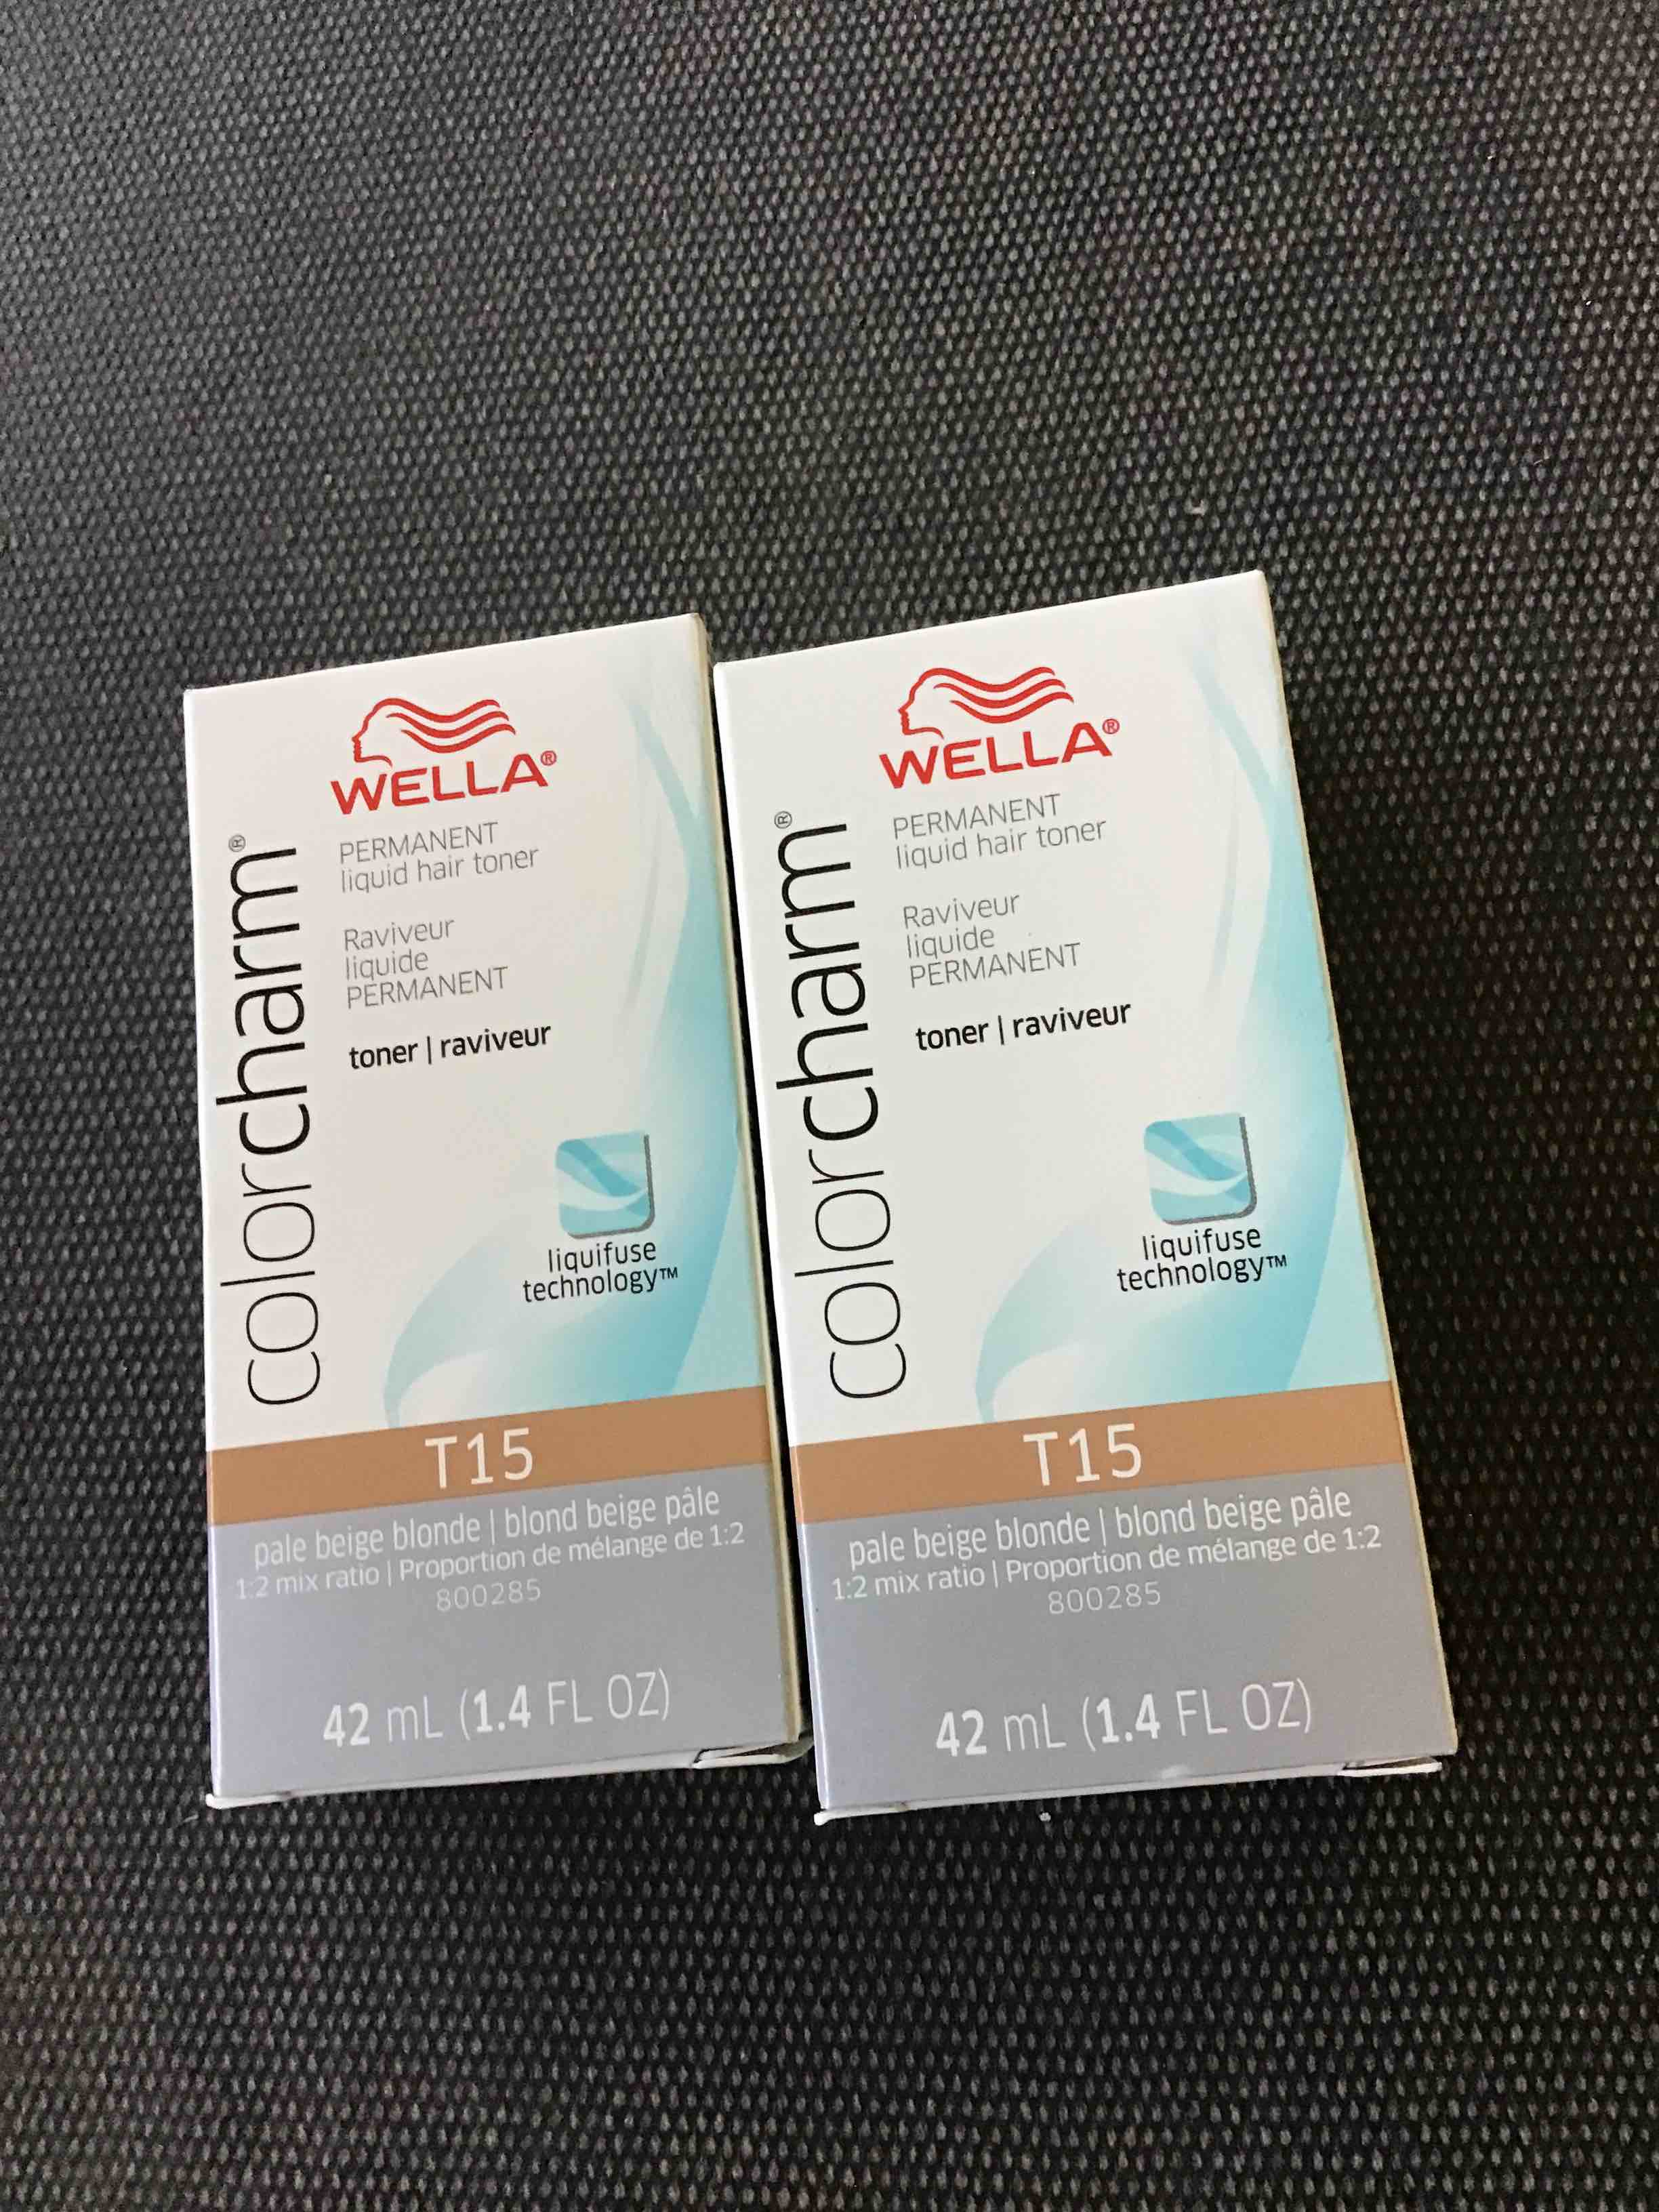 WELLA®
colorcharm®
PERMANENT
liquid hair toner
Raviveur
liquide
PERMANENT
toner | raviveur
liquifuse
technology™
T15
pale beige blonde | blond beige pâle
1:2 mix ratio | Proportion de mélange de 1:2
800285
42 mL (1.4 FL OZ)
WELLA®
colorcharm®
PERMANENT
liquid hair toner
Raviveur
liquide
PERMANENT
toner | raviveur
liquifuse
technology™
T15
pale beige blonde | blond beige pâle
1:2 mix ratio | Proportion de mélange de 1:2
800285
42 mL (1.4 FL OZ)